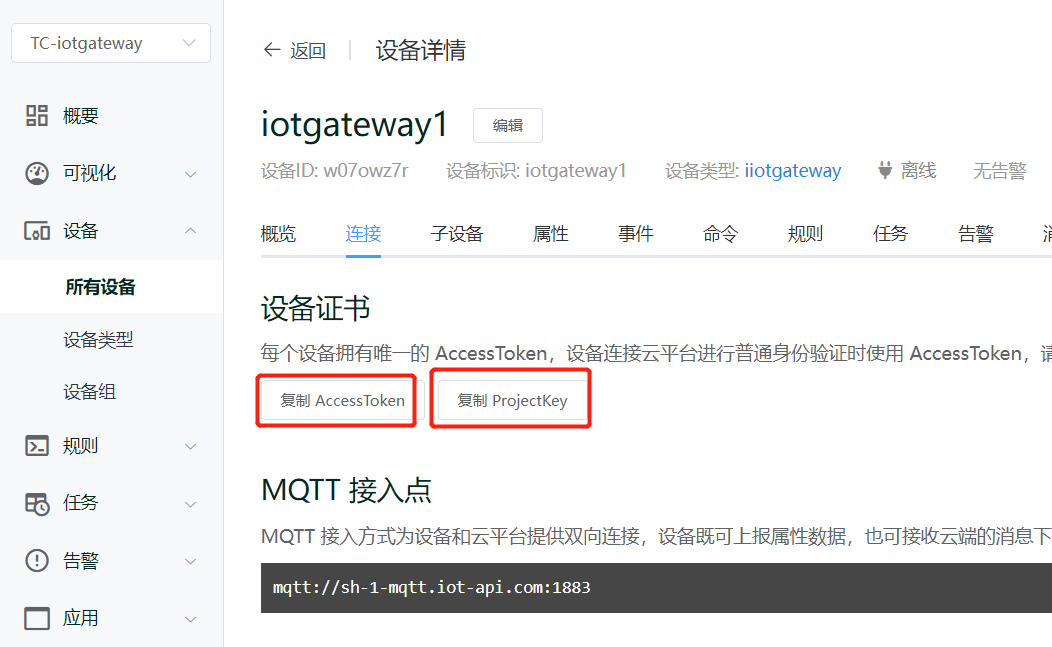 TC-iotgateway
概要
可视化
设备
所有设备
设备类型
设备组
规则
任务
告警
应用
返回 设备详情
iotgateway1 编辑
设备ID: w07owz7r 设备标识: iotgateway1 设备类型: iiotgateway 离线 无告警
概览 连接 子设备 属性 事件 命令 规则 任务 告警
设备证书
每个设备拥有唯一的 AccessToken，设备连接云平台进行普通身份验证时使用 AccessToken，请
复制 AccessToken 复制 ProjectKey
MQTT 接入点
MQTT 接入方式为设备和云平台提供双向连接，设备既可上报属性数据，也可接收云端的消息下
mqtt://sh-1-mqtt.iot-api.com:1883